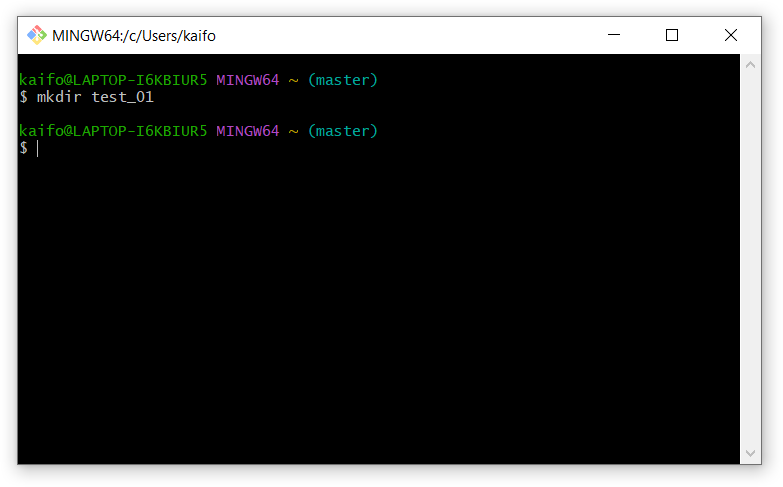 MINGW64:/c/Users/kaifo
kaifo@LAPTOP-I6KBIUR5 MINGW64 ~ (master)
$ mkdir test_01
kaifo@LAPTOP-I6KBIUR5 MINGW64 ~ (master)
$